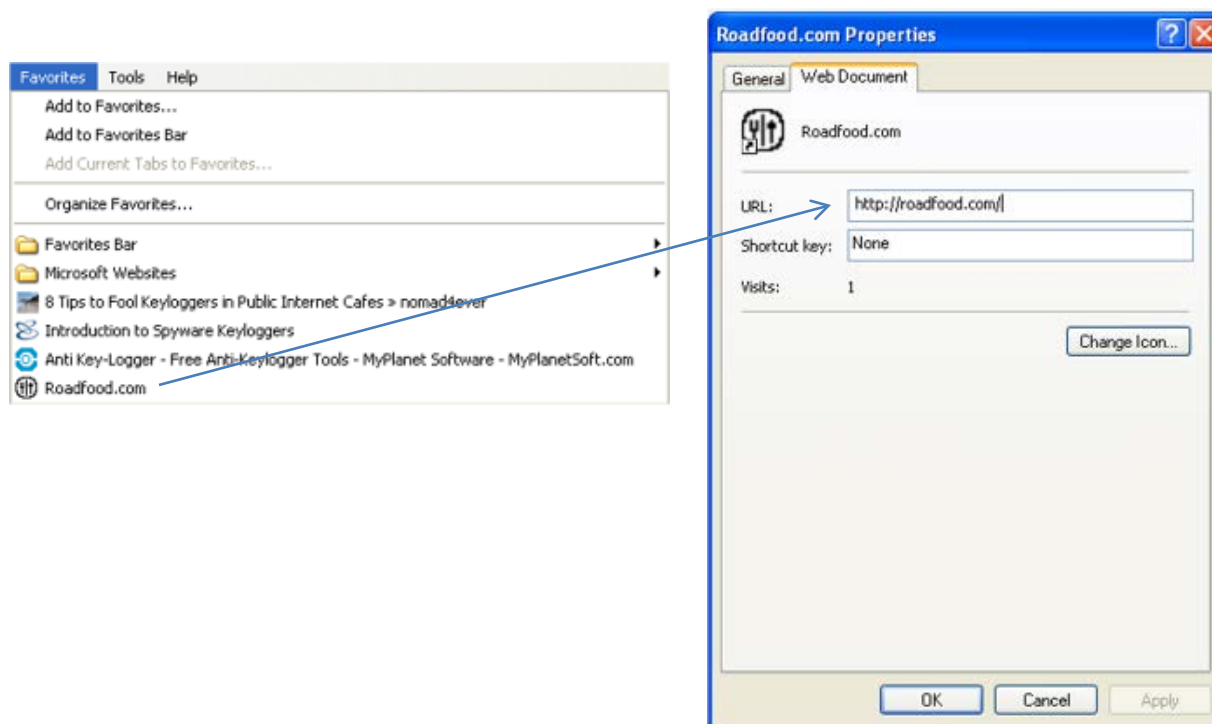 Favorites Tools Help
Add to Favorites...
Add to Favorites Bar
Add Current Tabs to Favorites...
Organize Favorites...
Favorites Bar
Microsoft Websites
8 Tips to Fool Keyloggers in Public Internet Cafes » nomad4ever
Introduction to Spyware Keyloggers
Anti Key-Logger - Free Anti-Keylogger Tools - MyPlanet Software - MyPlanetSoft.com
Roadfood.com
Roadfood.com Properties
General Web Document
Roadfood.com
URL: http://roadfood.com/
Shortcut key: None
Visits: 1
Change Icon...
OK Cancel Apply